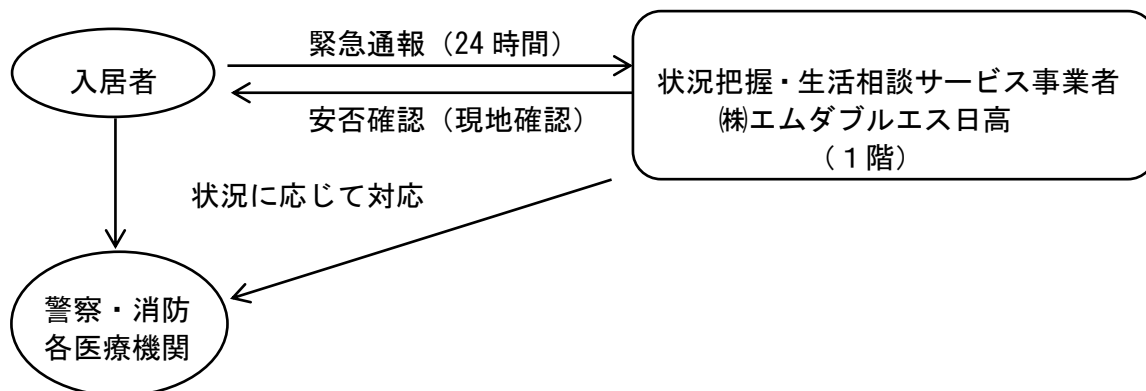 緊急通報（24時間）
入居者
状況把握・生活相談サービス事業者
㈱エムダブルエス日高
（１階）
安否確認（現地確認）
状況に応じて対応
警察・消防
各医療機関